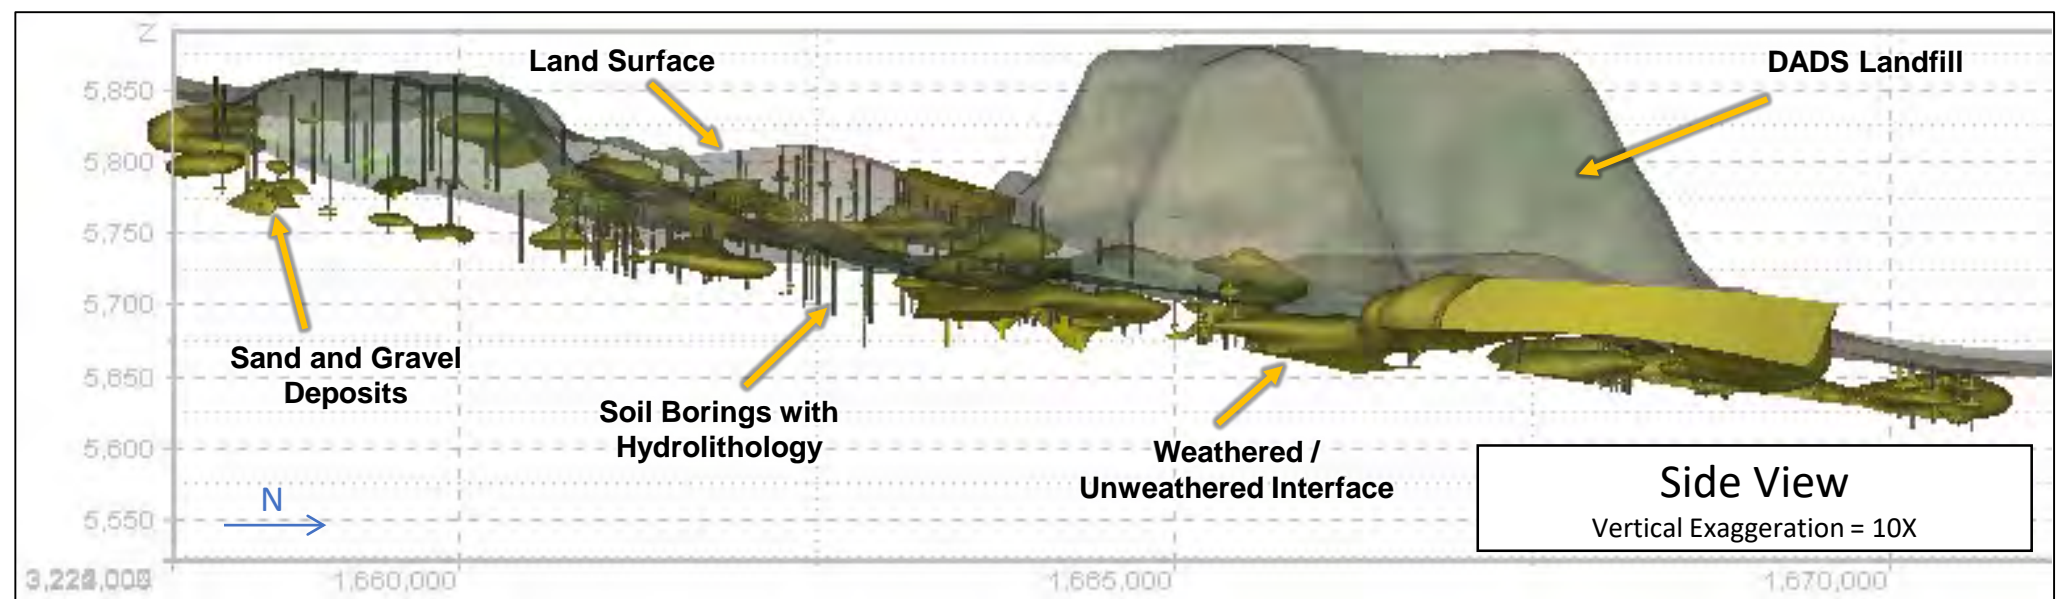 Z
Land Surface
DADS Landfill
5,850
5,800
5,750
5,700
5,650
5,600
5,550
Sand and Gravel
Deposits
Soil Borings with
Hydrolithology
Weathered /
Unweathered Interface
N
Side View
Vertical Exaggeration = 10X
1,660,000
1,665,000
1,670,000